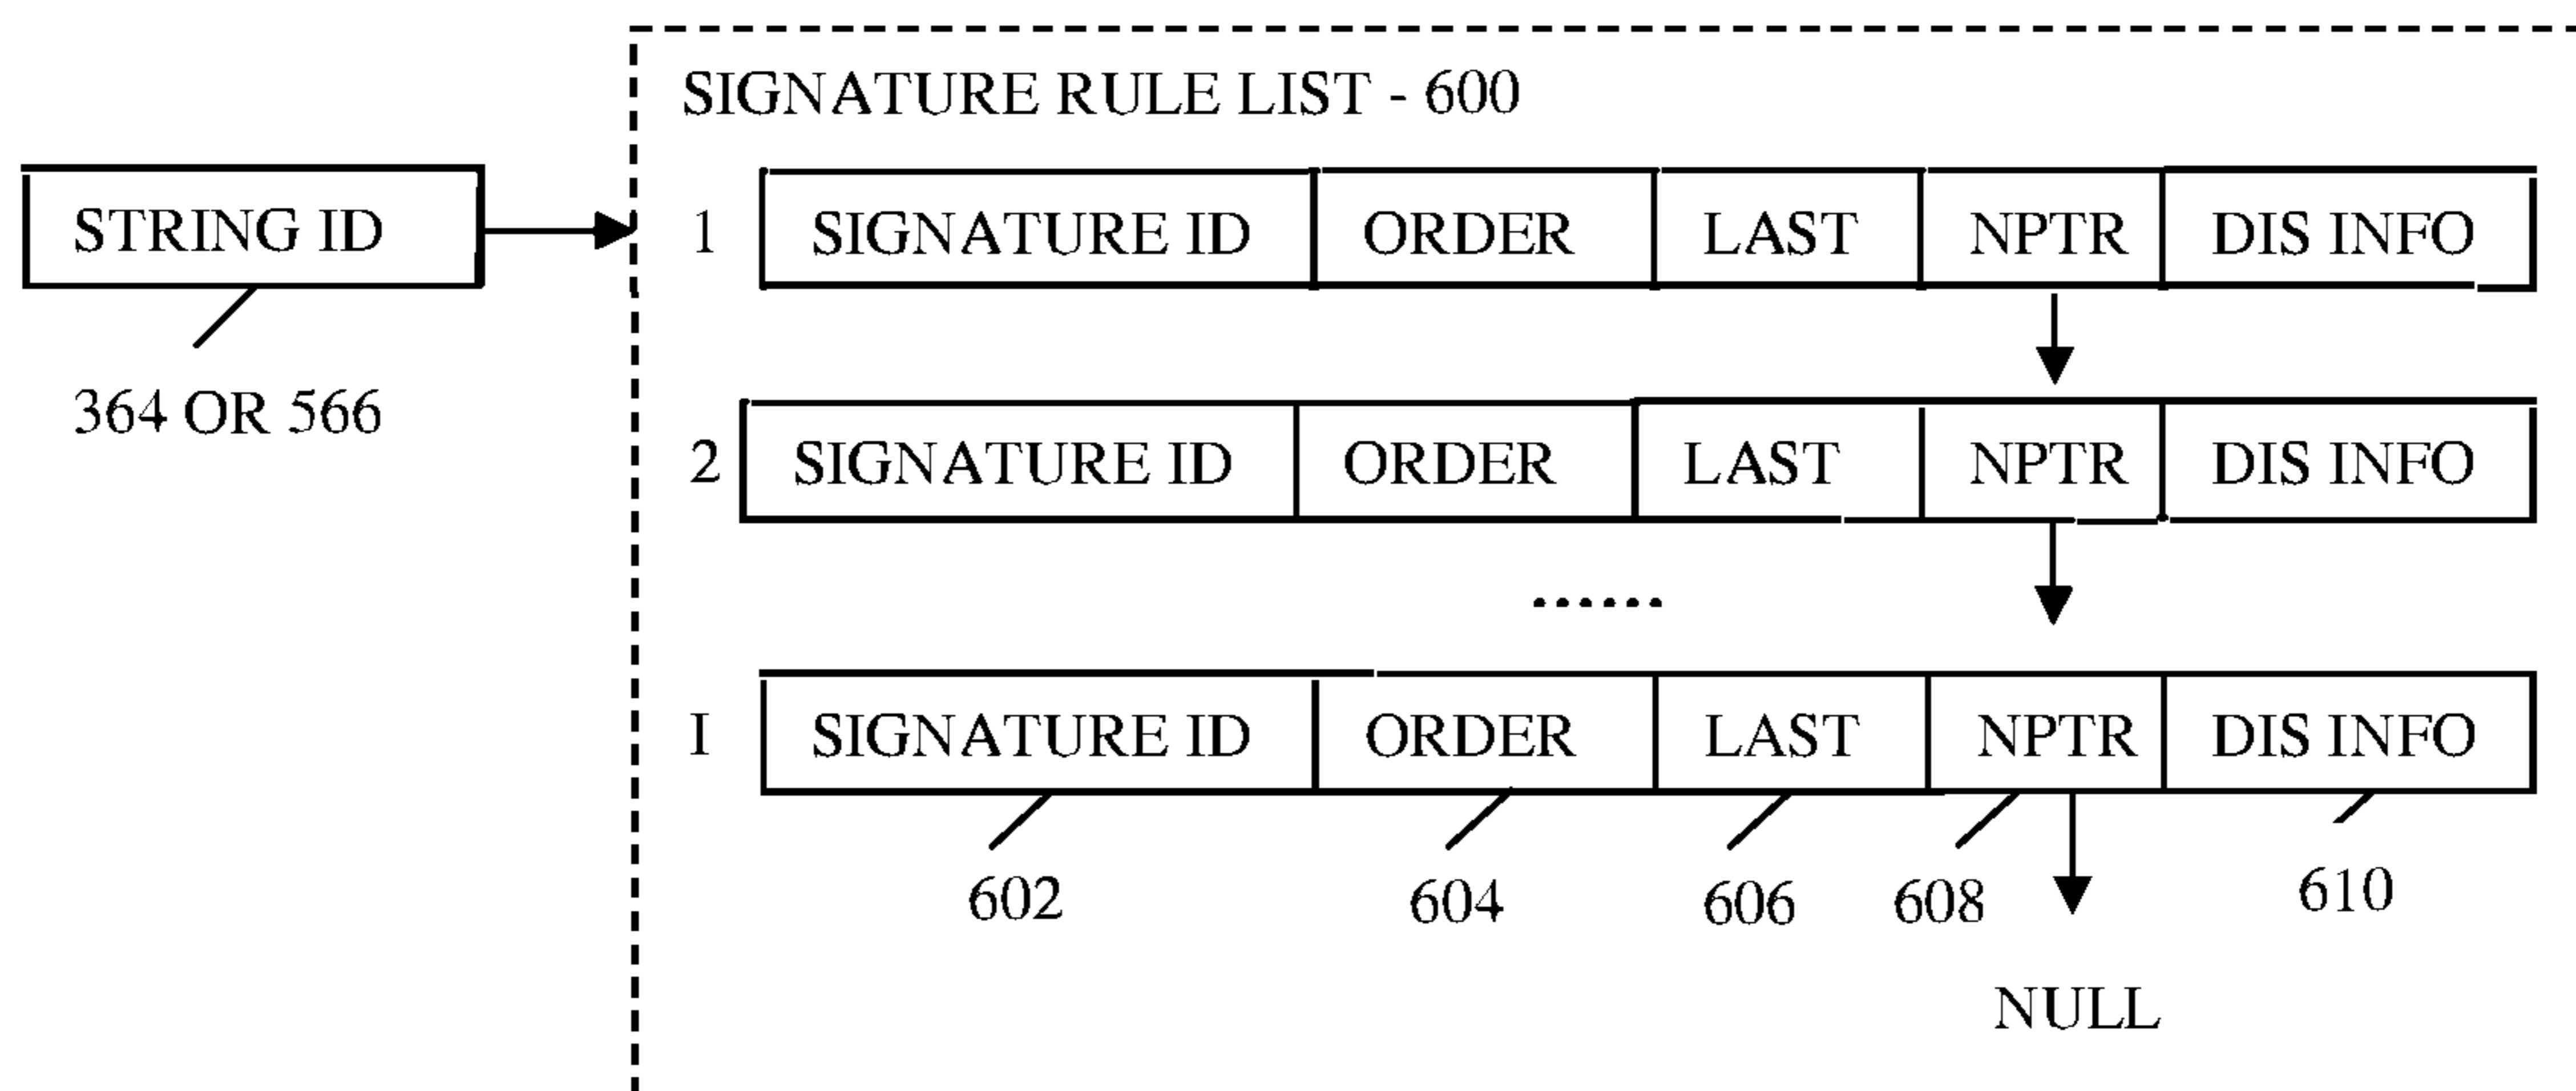 SIGNATURE RULE LIST - 600
STRING ID
364 OR 566
1 SIGNATURE ID ORDER LAST NPTR DIS INFO
2 SIGNATURE ID ORDER LAST NPTR DIS INFO
......
I SIGNATURE ID ORDER LAST NPTR DIS INFO
602 604 606 608 610
NULL